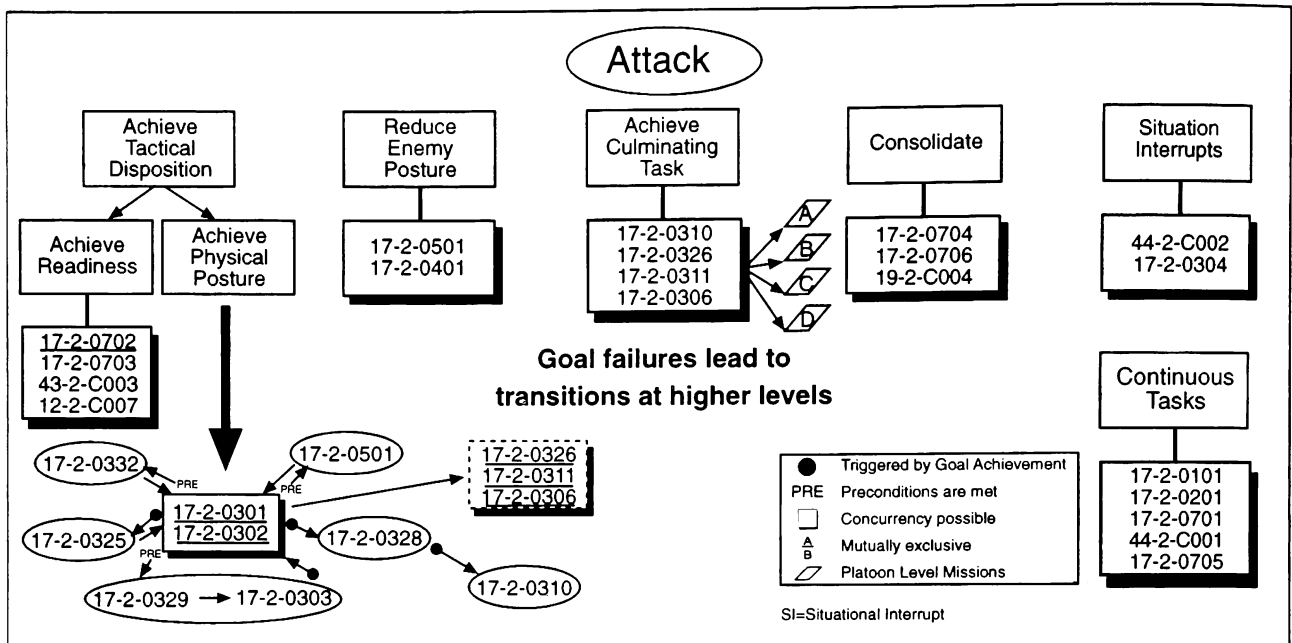 Attack
Achieve
Tactical
Disposition
Achieve
Readiness
Achieve
Physical
Posture
17-2-0702
17-2-0703
43-2-C003
12-2-C007
Reduce
Enemy
Posture
17-2-0501
17-2-0401
Achieve
Culminating
Task
17-2-0310
17-2-0326
17-2-0311
17-2-0306
A
B
C
D
Consolidate
17-2-0704
17-2-0706
19-2-C004
Situation
Interrupts
44-2-C002
17-2-0304
Goal failures lead to
transitions at higher levels
Continuous
Tasks
17-2-0101
17-2-0201
17-2-0701
44-2-C001
17-2-0705
17-2-0332
PRE
17-2-0501
PRE
17-2-0301
17-2-0302
17-2-0326
17-2-0311
17-2-0306
17-2-0325
PRE
17-2-0328
17-2-0310
17-2-0329
17-2-0303
Triggered by Goal Achievement
PRE Preconditions are met
Concurrency possible
A
B
Mutually exclusive
Platoon Level Missions
SI=Situational Interrupt